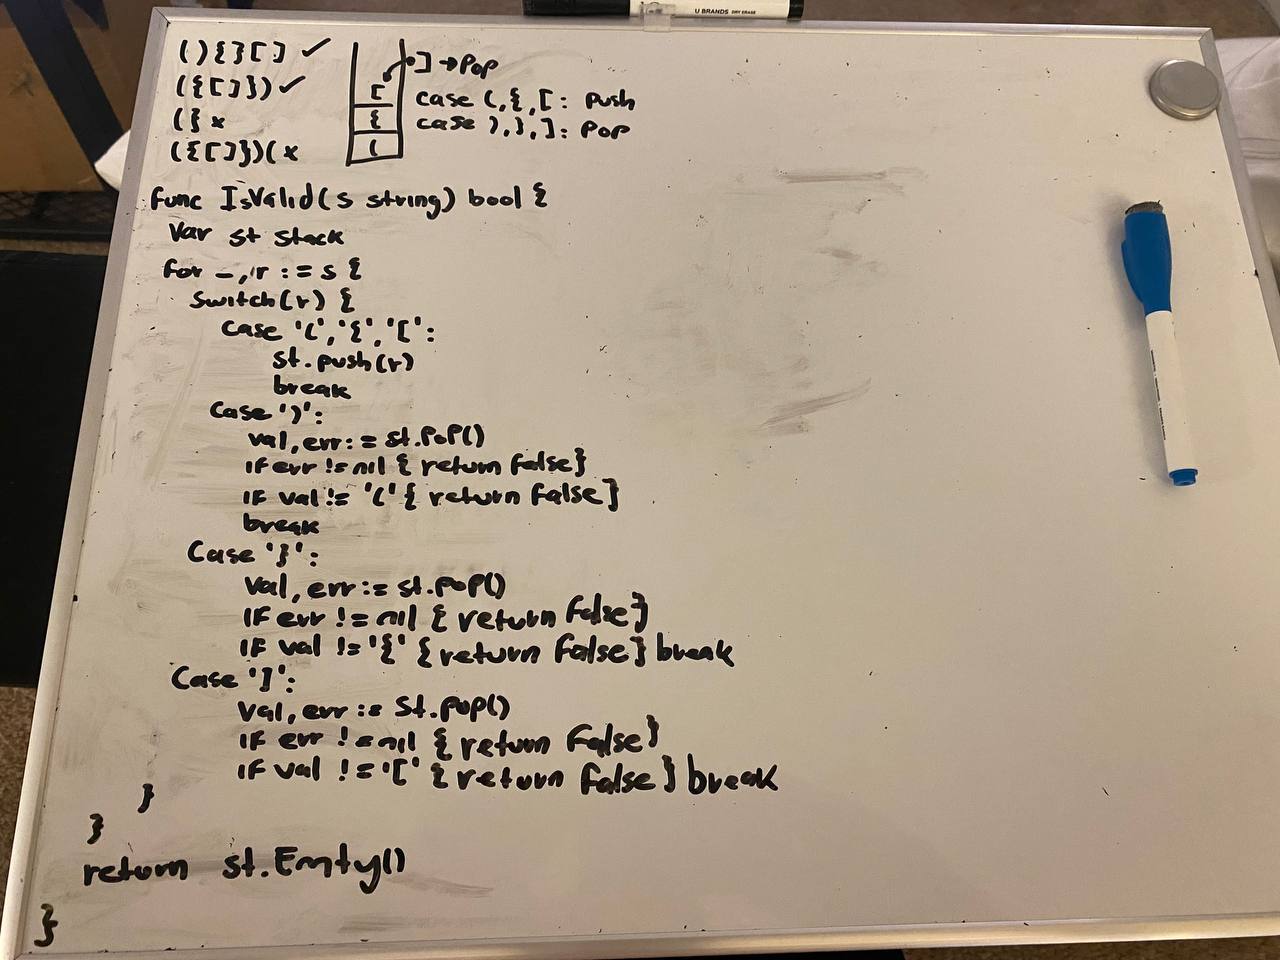 U BRANDS DRY ERASE
(){}[] ✓
({[]}) ✓
(} x
({[]})( x
] → Pop
[
{
(
case (,{,[: push
case ),},]: pop
func IsValid(s string) bool {
var st stack
for _,r := s {
switch(r) {
case '(','{','[':
st.push(r)
break
case ')':
val, err := st.pop()
if err != nil { return false}
if val != '(' { return false}
break
case '}':
val, err := st.pop()
if err != nil { return false}
if val != '{' { return false} break
case ']':
val, err := st.pop()
if err != nil { return false}
if val != '[' { return false} break
}
}
return st.Emty()
}